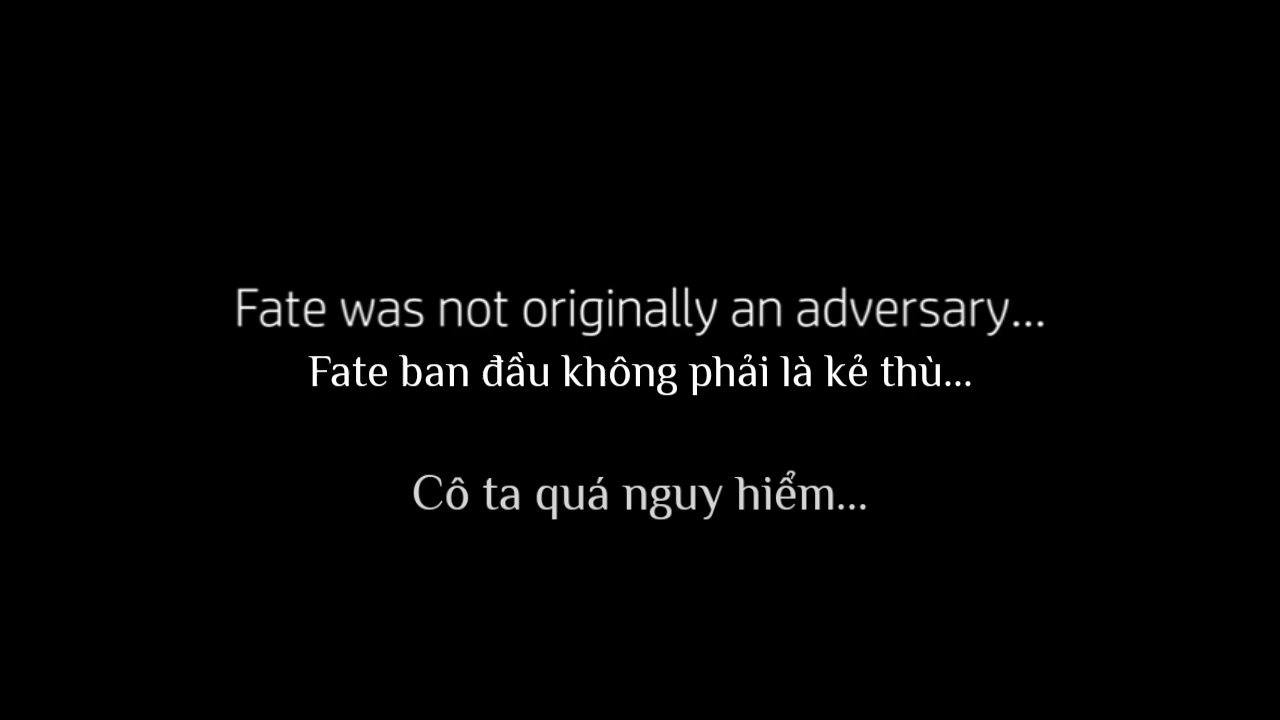 Fate was not originally an adversary...
Fate ban đầu không phải là kẻ thù...
Cô ta quá nguy hiểm...